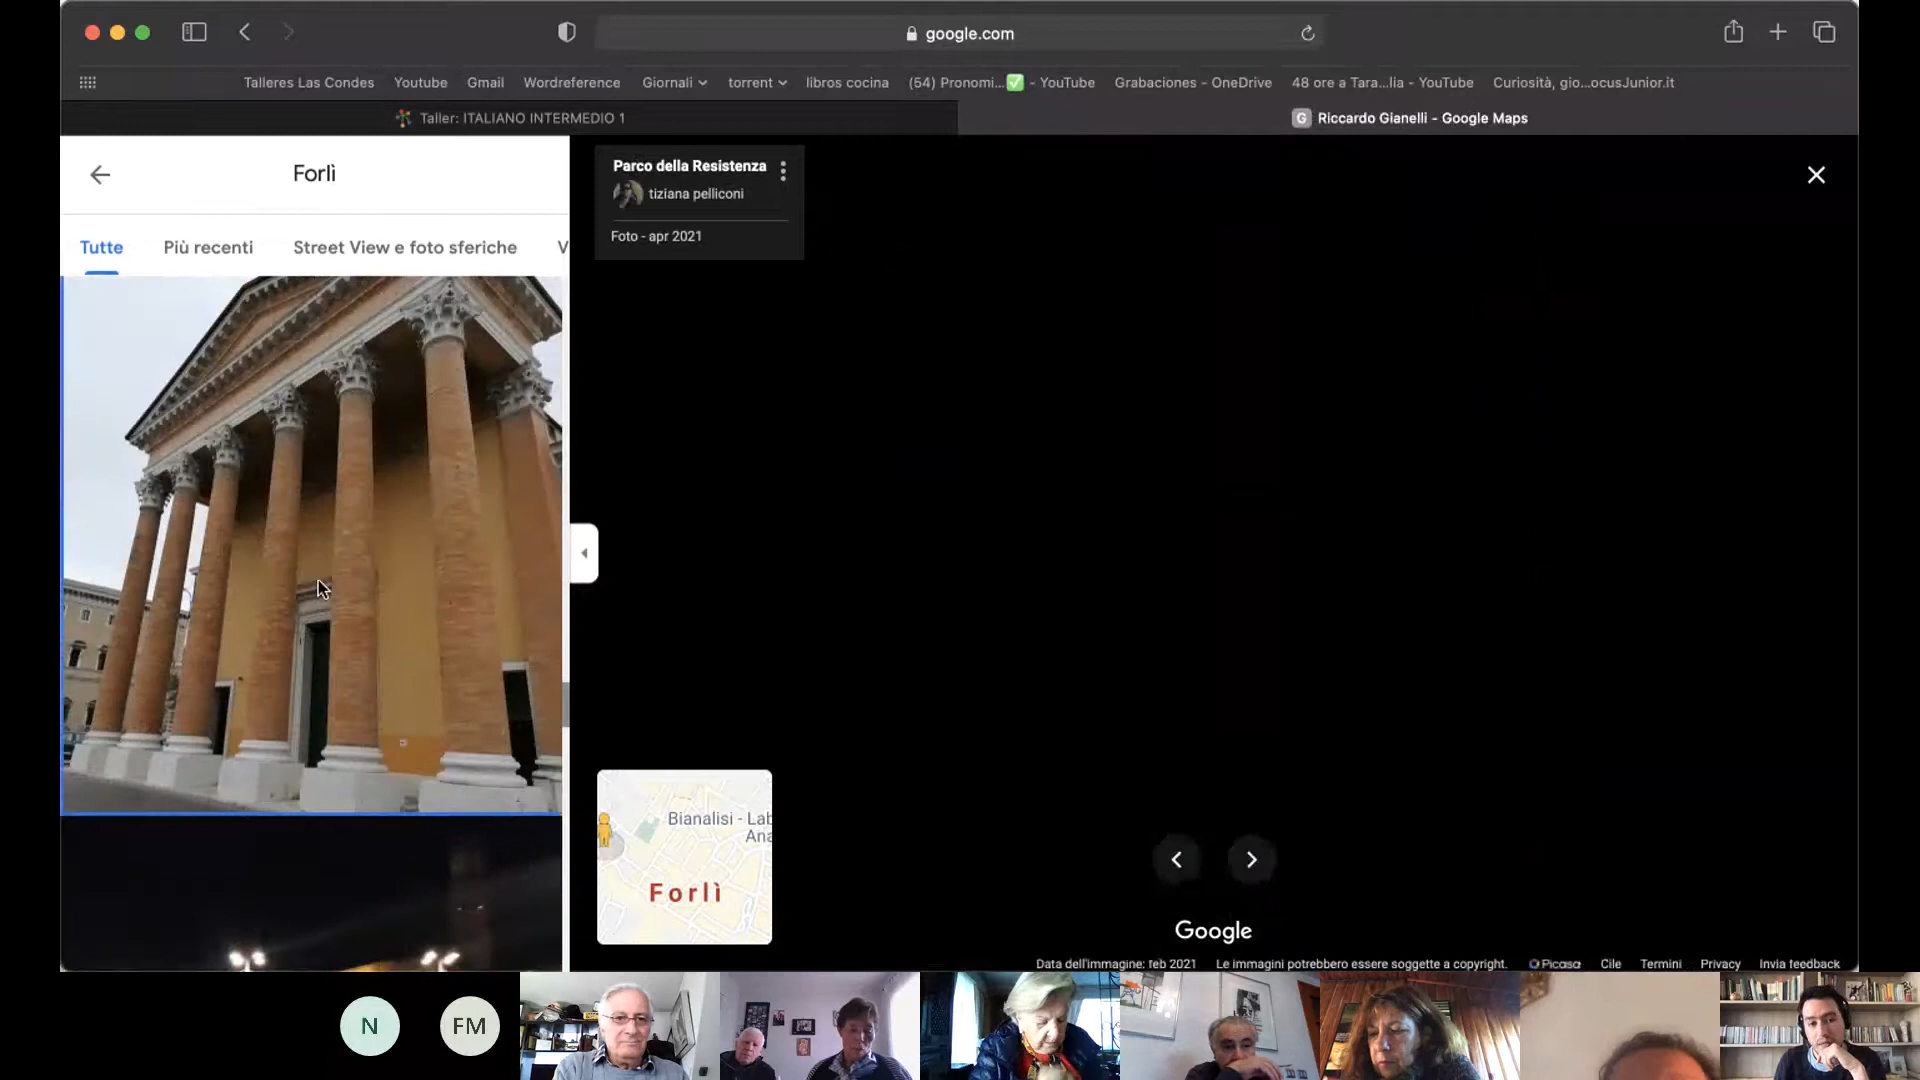 google.com
Talleres Las Condes Youtube Gmail Wordreference Giornali torrent libros cocina (54) Pronomi...✅ - YouTube Grabaciones - OneDrive 48 ore a Tara...lia - YouTube Curiosità, gio...ocusJunior.it
Taller: ITALIANO INTERMEDIO 1
G Riccardo Gianelli - Google Maps
Forlì
Tutte Più recenti Street View e foto sferiche V
Parco della Resistenza
tiziana pelliconi
Foto - apr 2021
Bianalisi - Lab
Ana
Forlì
Google
Data dell'immagine: feb 2021 Le immagini potrebbero essere soggette a copyright. Picasa Cile Termini Privacy Invia feedback
N FM